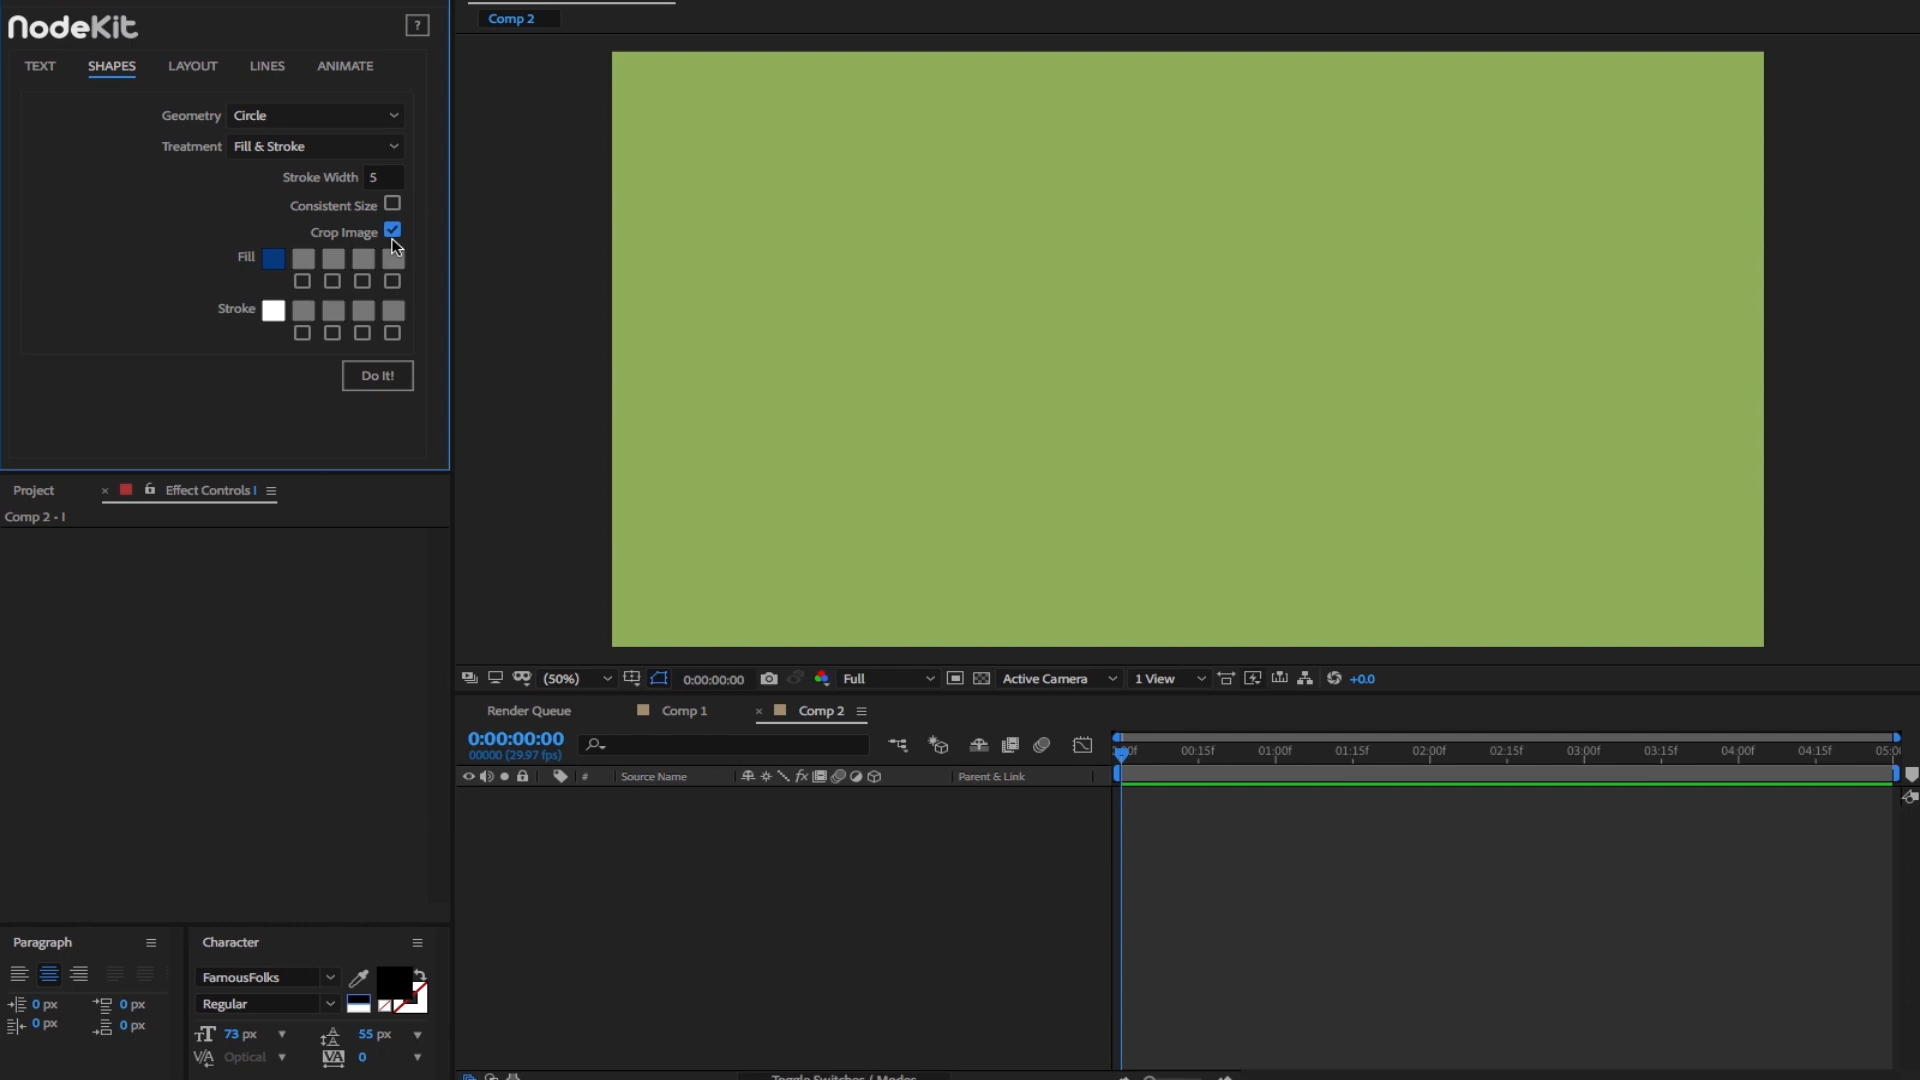 NodeKit
?
TEXT SHAPES LAYOUT LINES ANIMATE
Geometry Circle
Treatment Fill & Stroke
Stroke Width 5
Consistent Size
Crop Image
Fill
Stroke
Do It!
Project
Effect Controls I
Comp 2 • I
Comp 2
(50%) 0:00:00:00 Full Active Camera 1 View +0.0
Render Queue Comp 1 Comp 2
0:00:00:00
00000 (29.97 fps)
# Source Name fx Parent & Link
00:15f 01:00f 01:15f 02:00f 02:15f 03:00f 03:15f 04:00f 04:15f
Paragraph
0 px 0 px
0 px 0 px
Character
FamousFolks
Regular
73 px 55 px
Optical 0
Toggle Switches / Modes